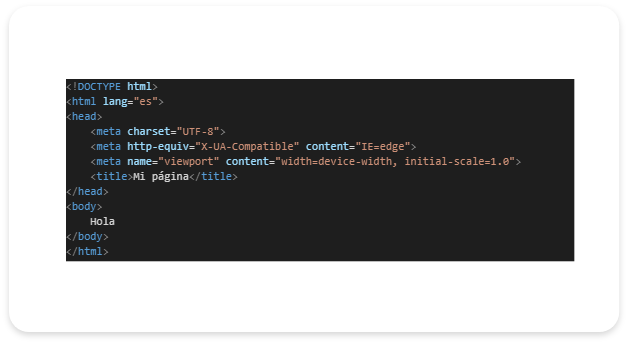 <!DOCTYPE html>
<html lang="es">
<head>
    <meta charset="UTF-8">
    <meta http-equiv="X-UA-Compatible" content="IE=edge">
    <meta name="viewport" content="width=device-width, initial-scale=1.0">
    <title>Mi página</title>
</head>
<body>
    Hola
</body>
</html>